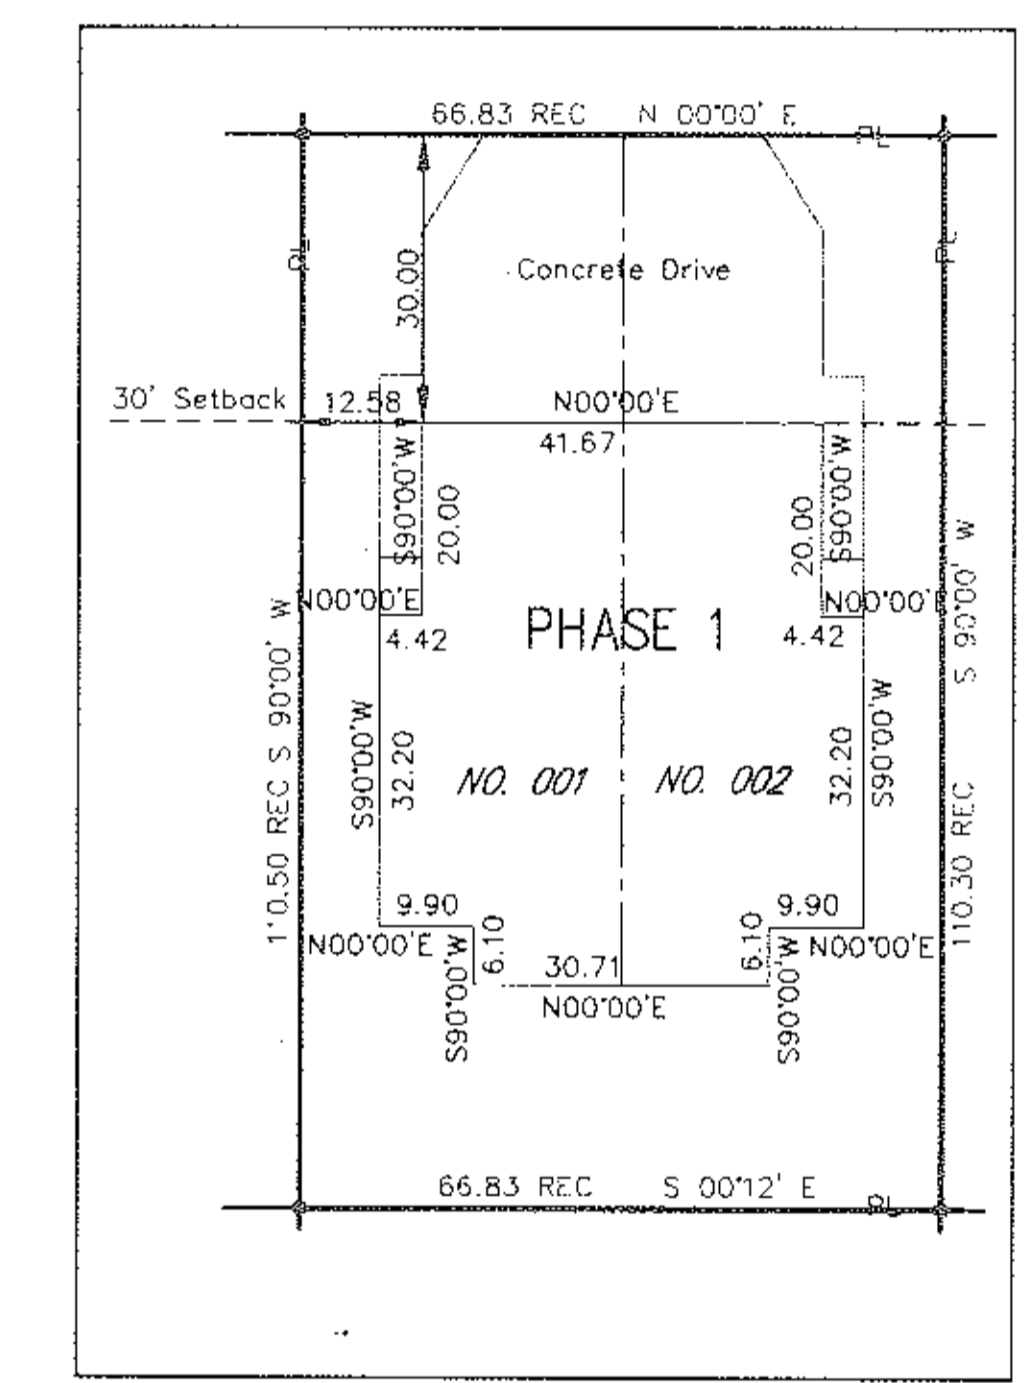 66.83 REC N 00°00' E
PL
PL
PL
30.00
Concrete Drive
30' Setback
12.58
N00°00'E
41.67
S90°00'W
20.00
20.00
S90°00'W
N00°00'E
4.42
PHASE 1
N00°00'E
4.42
110.50 REC S 90°00' W
S90°00'W
32.20
NO. 001
NO. 002
32.20
S90°00'W
110.30 REC S 90°00' W
9.90
N00°00'E
6.10
S90°00'W
30.71
N00°00'E
6.10
S90°00'W
9.90
N00°00'E
66.83 REC S 00°12' E
PL